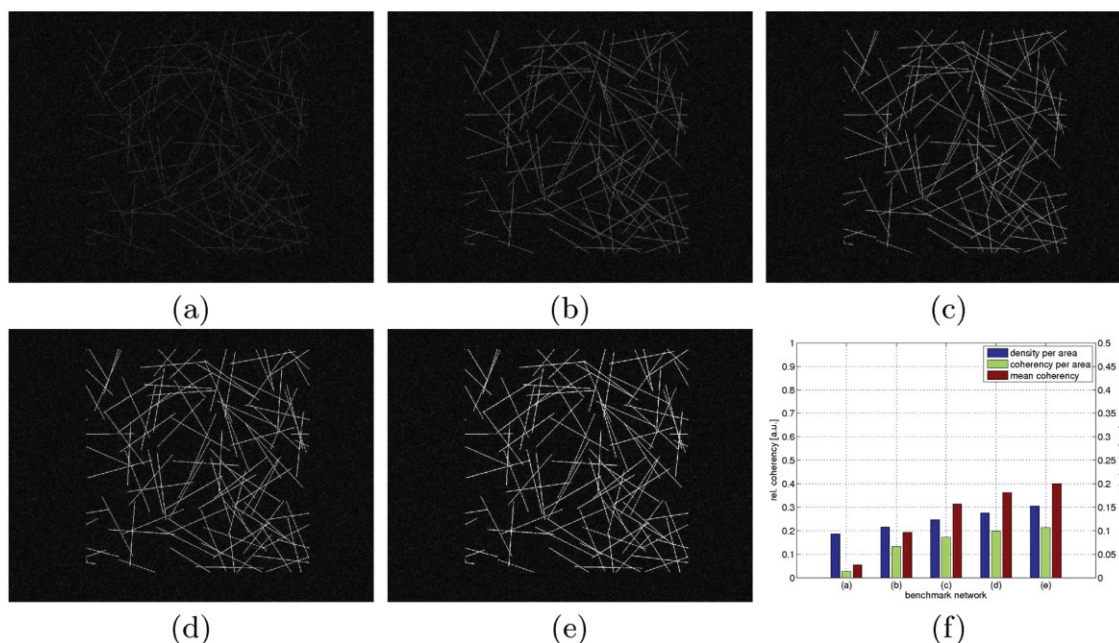 (a)
(b)
(c)
(d)
(e)
1
0.9
0.8
0.7
0.6
0.5
0.4
0.3
0.2
0.1
0
rel. coherency [a.u.]
density per area
coherency per area
mean coherency
0.5
0.45
0.4
0.35
0.3
0.25
0.2
0.15
0.1
0.05
0
(a) (b) (c) (d) (e)
benchmark network
(f)